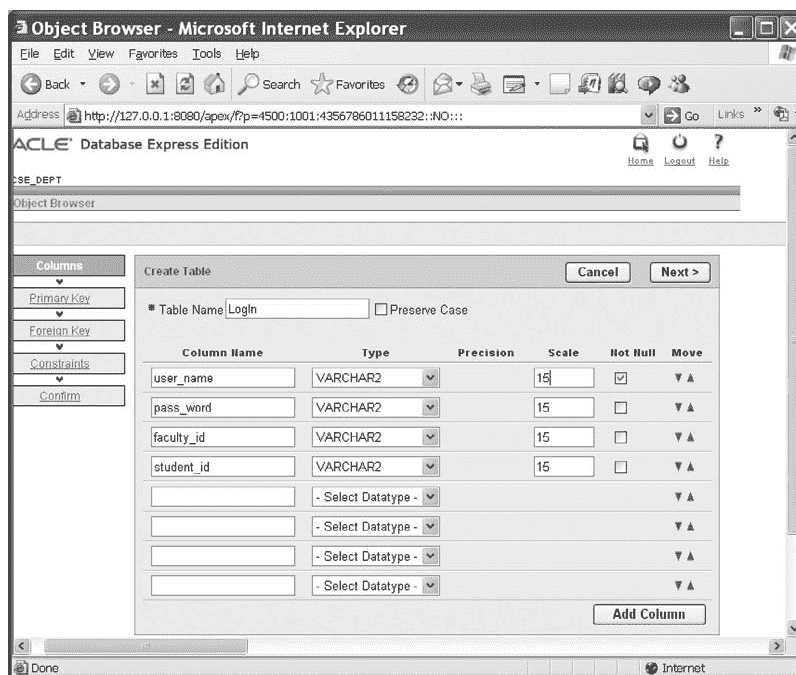 Object Browser - Microsoft Internet Explorer
File Edit View Favorites Tools Help
Back Search Favorites
Address http://127.0.0.1:8080/apex/f?p=4500:1001:4356786011158232::NO::: Go Links »
ACLE Database Express Edition
Home Logout Help
CSE_DEPT
Object Browser
Columns
Primary Key
Foreign Key
Constraints
Confirm
Create Table Cancel Next >
* Table Name LogIn Preserve Case
Column Name Type Precision Scale Not Null Move
user_name VARCHAR2 15
pass_word VARCHAR2 15
faculty_id VARCHAR2 15
student_id VARCHAR2 15
- Select Datatype -
- Select Datatype -
- Select Datatype -
- Select Datatype -
Add Column
Done Internet